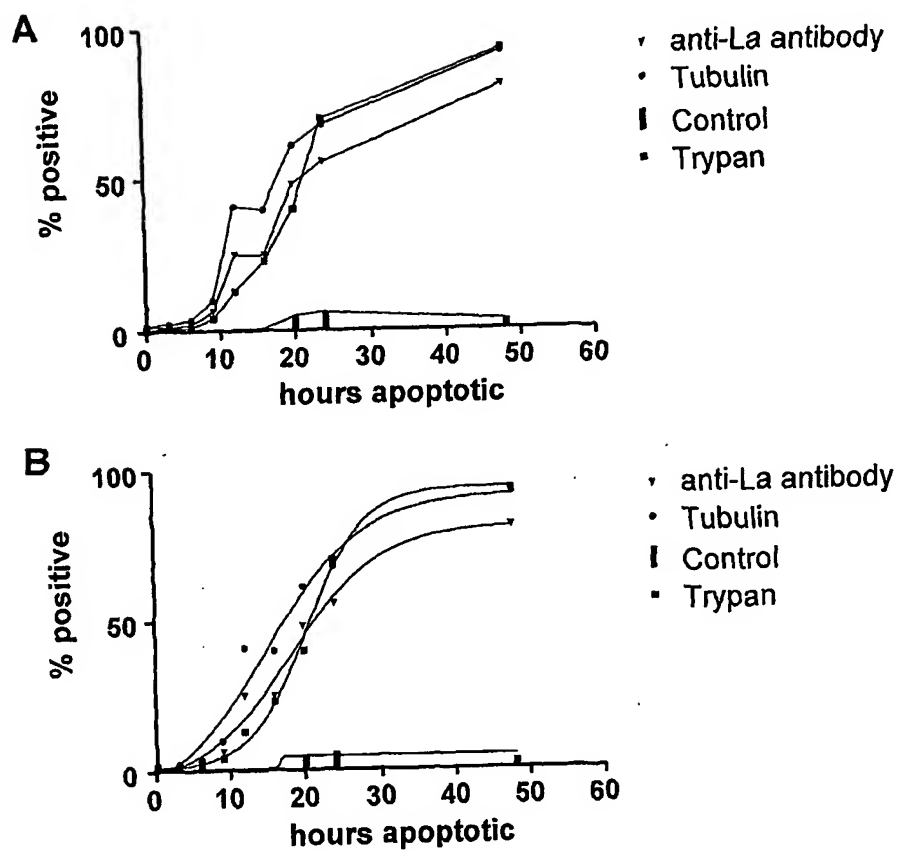 A
100
50
0
% positive
0 10 20 30 40 50 60
hours apoptotic
anti-La antibody
Tubulin
Control
Trypan
B
100
50
0
% positive
0 10 20 30 40 50 60
hours apoptotic
anti-La antibody
Tubulin
Control
Trypan